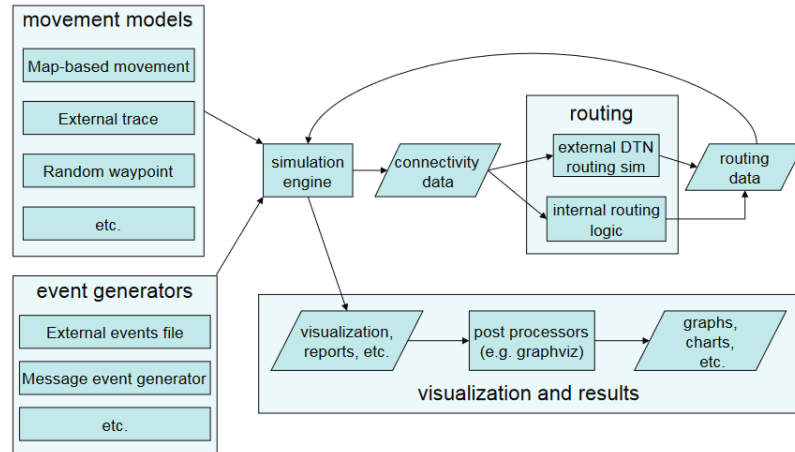 movement models
Map-based movement
External trace
Random waypoint
etc.
event generators
External events file
Message event generator
etc.
simulation
engine
connectivity
data
routing
external DTN
routing sim
internal routing
logic
routing
data
visualization,
reports, etc.
post processors
(e.g. graphviz)
graphs,
charts,
etc.
visualization and results